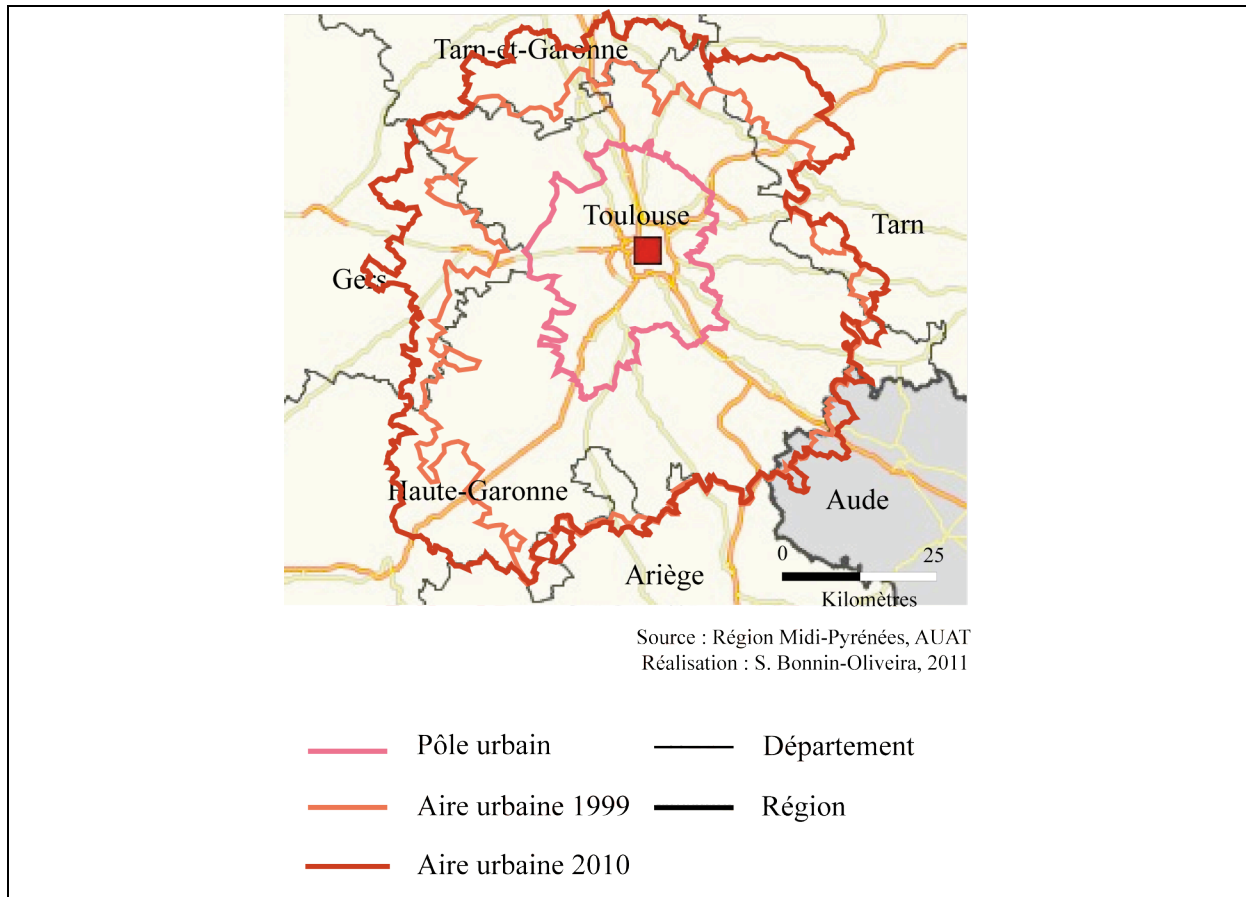 Tarn-et-Garonne
Toulouse
Tarn
Gers
Haute-Garonne
Aude
Ariège
0 25
Kilomètres
Source : Région Midi-Pyrénées, AUAT
Réalisation : S. Bonnin-Oliveira, 2011
Pôle urbain
Département
Aire urbaine 1999
Région
Aire urbaine 2010